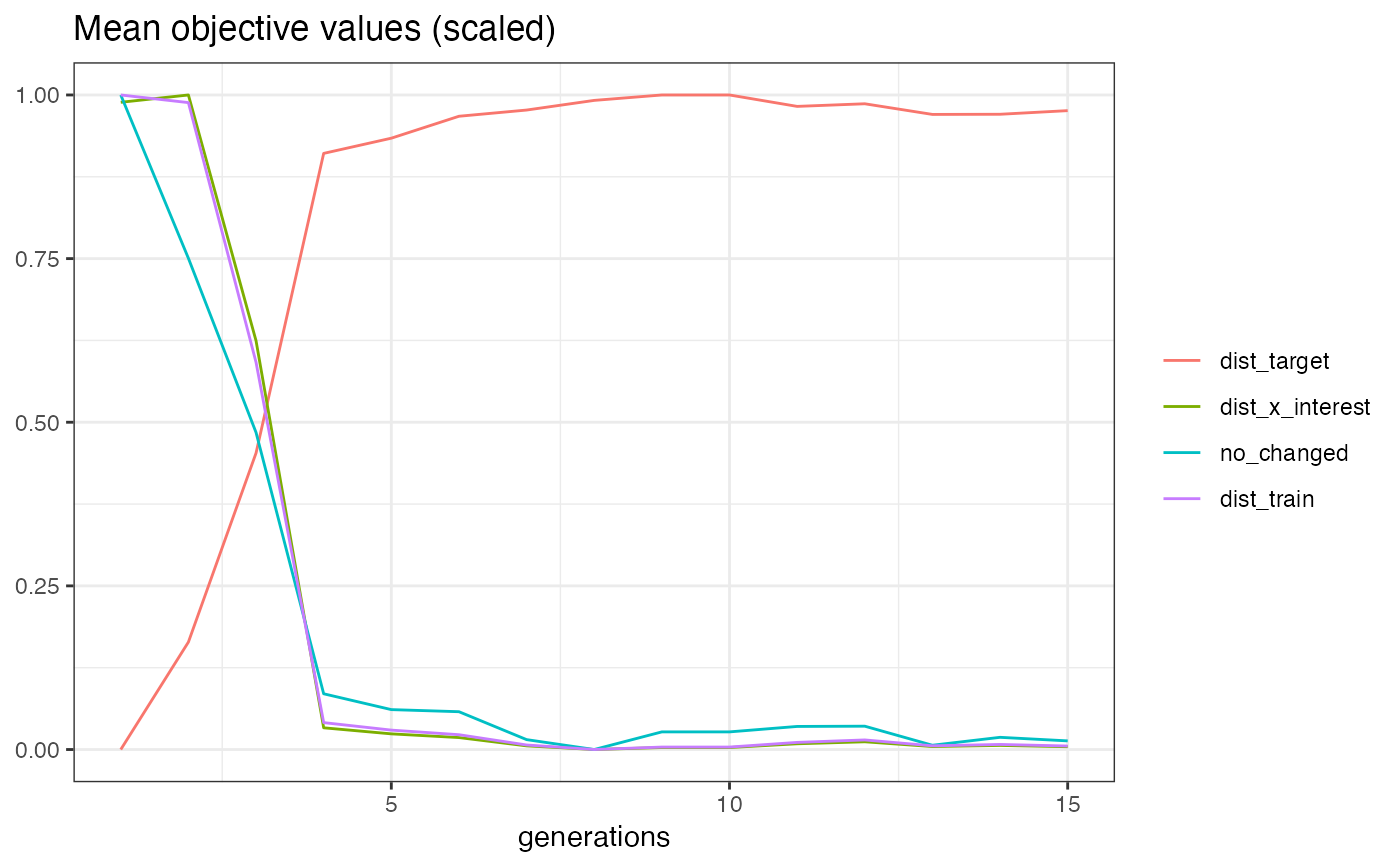 Mean objective values (scaled)
1.00
0.75
0.50
0.25
0.00
5
10
15
generations
dist_target
dist_x_interest
no_changed
dist_train